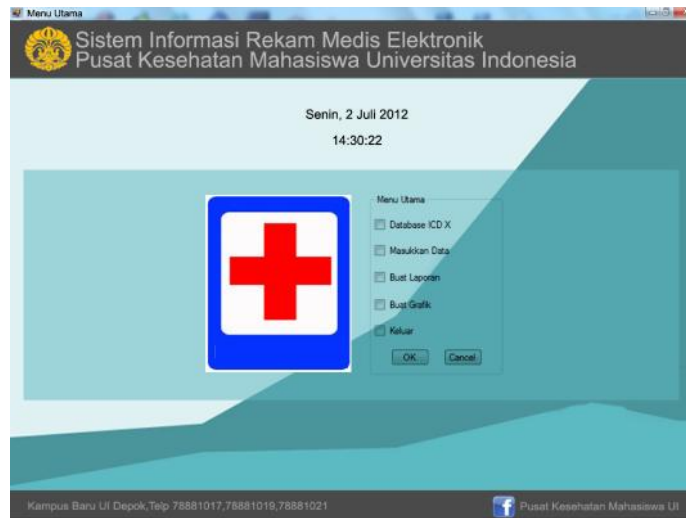 Menu Utama
Sistem Informasi Rekam Medis Elektronik
Pusat Kesehatan Mahasiswa Universitas Indonesia
Senin, 2 Juli 2012
14:30:22
Menu Utama
Database ICD X
Masukkan Data
Buat Laporan
Buat Grafik
Keluar
OK Cancel
Kampus Baru UI Depok,Telp 78881017,78881019,78881021
f Pusat Kesehatan Mahasiswa UI